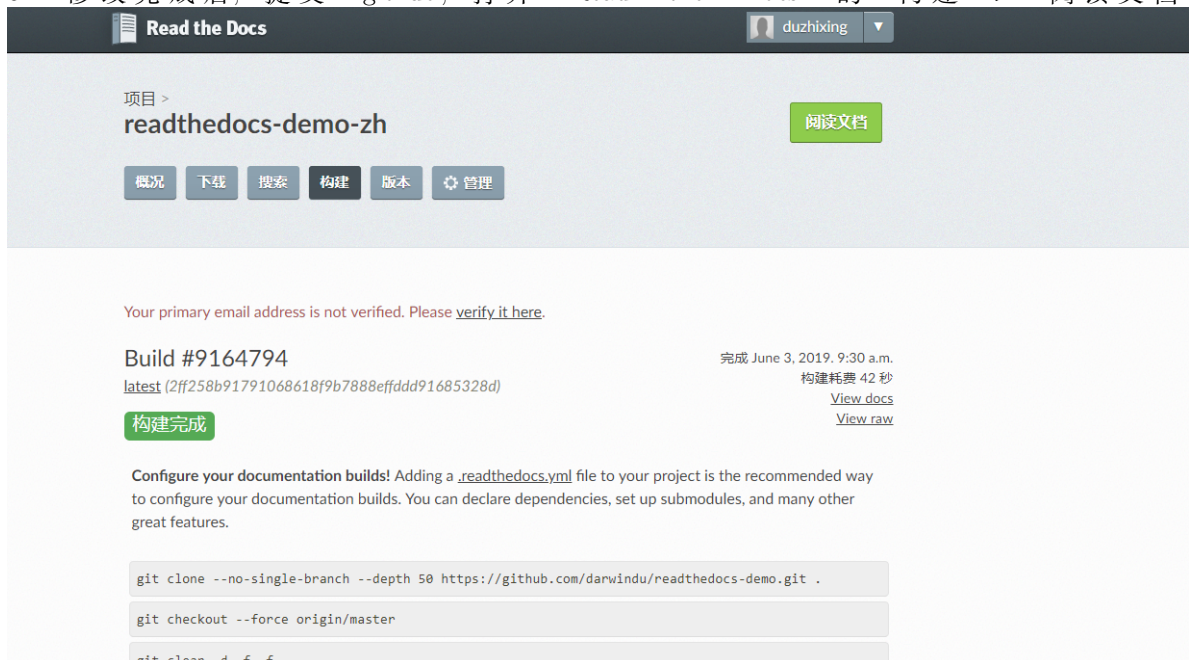 Read the Docs
duzhixing
项目 >
readthedocs-demo-zh
阅读文档
概况 下载 搜索 构建 版本 管理
Your primary email address is not verified. Please verify it here.
Build #9164794
完成 June 3, 2019. 9:30 a.m.
latest (2ff258b91791068618f9b7888effddd91685328d)
构建耗费 42 秒
View docs
构建完成
View raw
Configure your documentation builds! Adding a .readthedocs.yml file to your project is the recommended way
to configure your documentation builds. You can declare dependencies, set up submodules, and many other
great features.
git clone --no-single-branch --depth 50 https://github.com/darwindu/readthedocs-demo.git .
git checkout --force origin/master